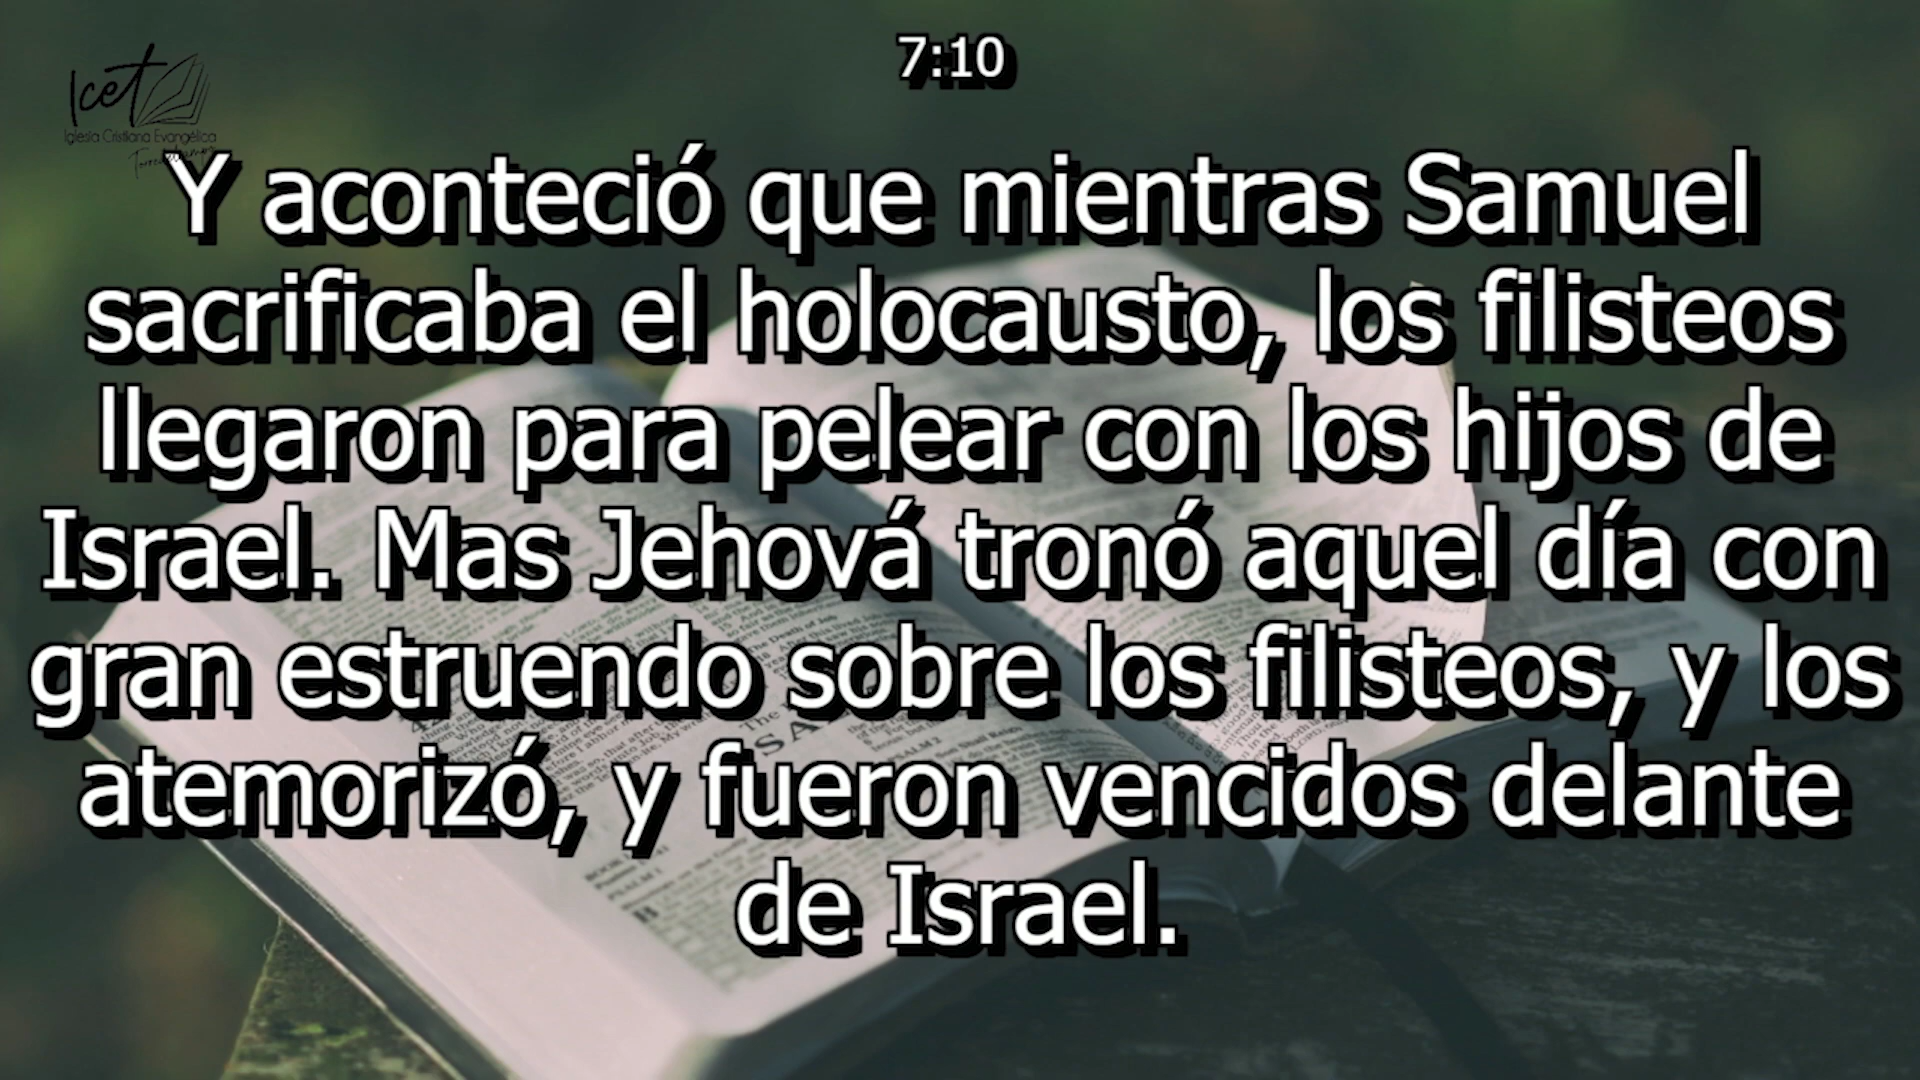 7:10
Icet
Iglesia Cristiana Evangélica
Y aconteció que mientras Samuel
sacrificaba el holocausto, los filisteos
llegaron para pelear con los hijos de
Israel. Mas Jehová tronó aquel día con
gran estruendo sobre los filisteos, y los
atemorizó, y fueron vencidos delante
de Israel.